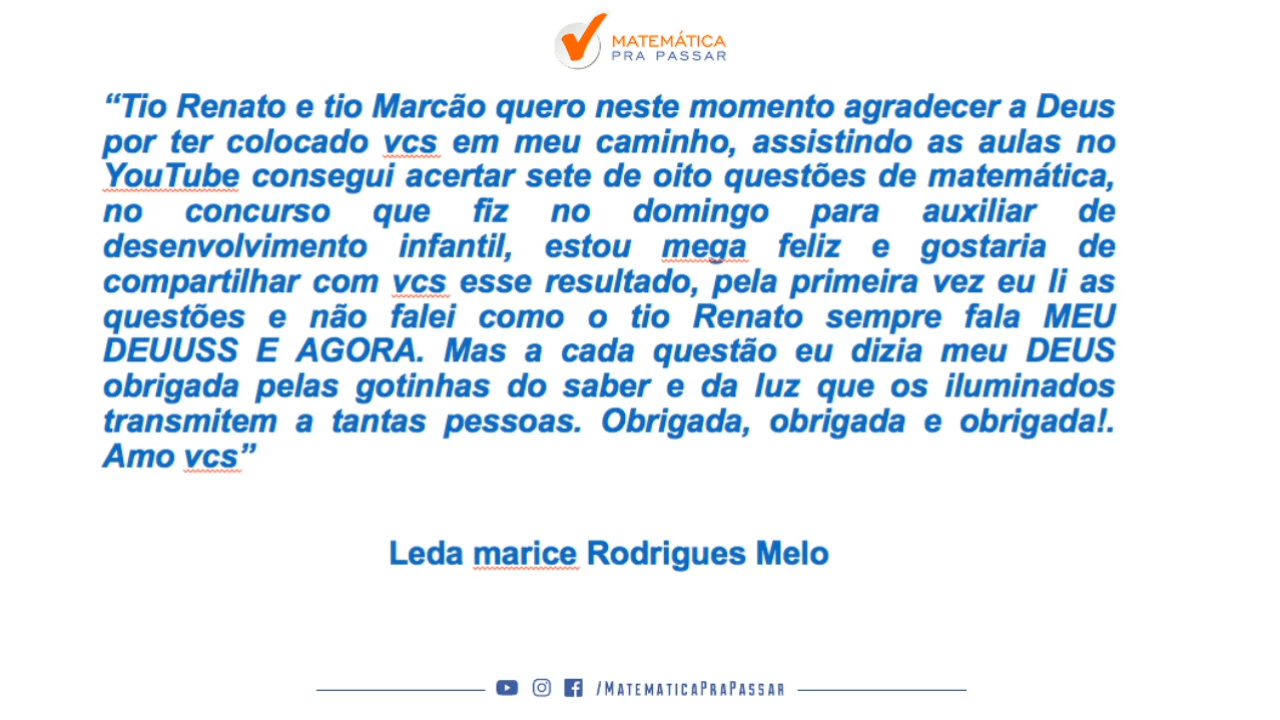 MATEMÁTICA
PRA PASSAR
“Tio Renato e tio Marcão quero neste momento agradecer a Deus
por ter colocado vcs em meu caminho, assistindo as aulas no
YouTube consegui acertar sete de oito questões de matemática,
no concurso que fiz no domingo para auxiliar de
desenvolvimento infantil, estou mega feliz e gostaria de
compartilhar com vcs esse resultado, pela primeira vez eu li as
questões e não falei como o tio Renato sempre fala MEU
DEUUSS E AGORA. Mas a cada questão eu dizia meu DEUS
obrigada pelas gotinhas do saber e da luz que os iluminados
transmitem a tantas pessoas. Obrigada, obrigada e obrigada!.
Amo vcs”
Leda marice Rodrigues Melo
/MATEMATICAPRAPASSAR